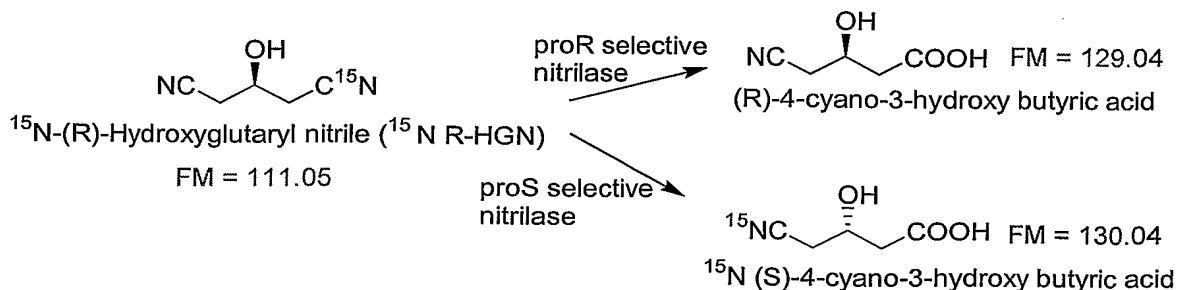 OH
NC
C¹⁵N
¹⁵N-(R)-Hydroxyglutaryl nitrile (¹⁵N R-HGN)
FM = 111.05
proR selective
nitrilase
proS selective
nitrilase
OH
NC
COOH
FM = 129.04
(R)-4-cyano-3-hydroxy butyric acid
OH
¹⁵NC
COOH
FM = 130.04
¹⁵N (S)-4-cyano-3-hydroxy butyric acid